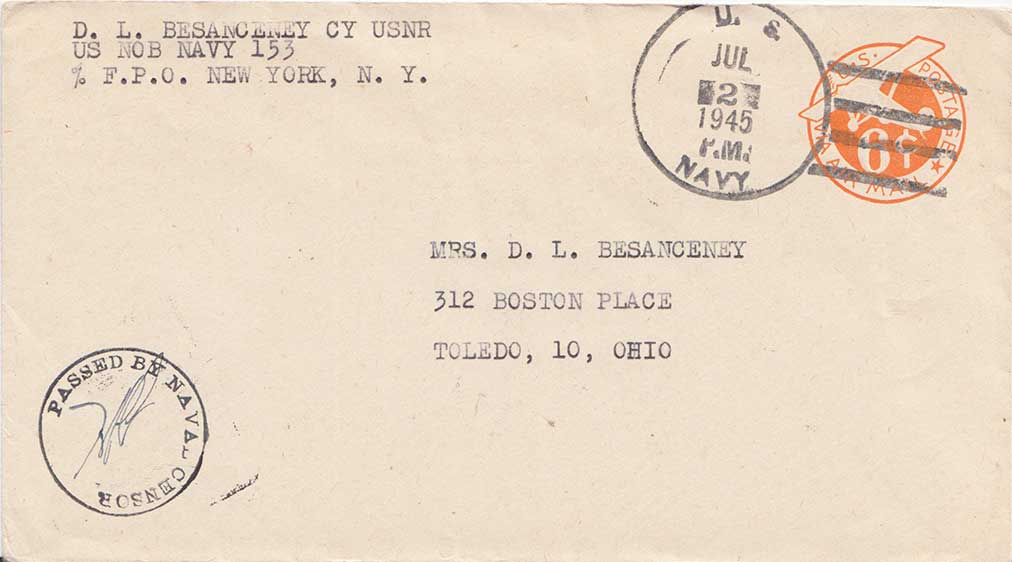 D. L. BESANCENEY CY USNR
US NOB NAVY 153
% F.P.O. NEW YORK, N. Y.
U. S.
JUL
2
1945
P.M.
NAVY
U.S. POSTAGE
6¢
VIA AIR MAIL
MRS. D. L. BESANCENEY
312 BOSTON PLACE
TOLEDO, 10, OHIO
PASSED BY NAVAL CENSOR